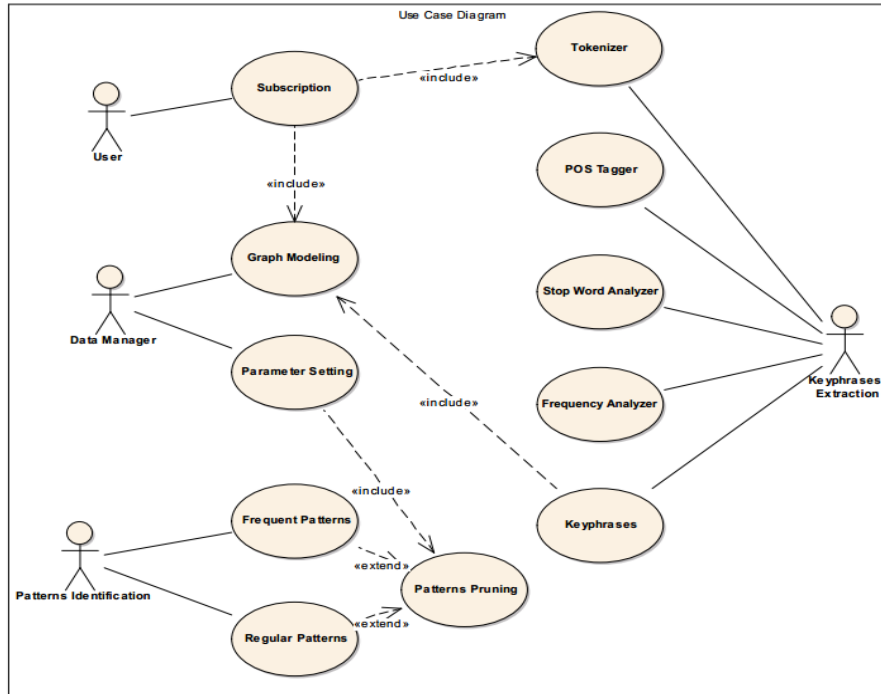 Use Case Diagram
Tokenizer
Subscription
«include»
User
«include»
POS Tagger
Graph Modeling
Stop Word Analyzer
Data Manager
Parameter Setting
Keyphrases
Extraction
«include»
Frequency Analyzer
«include»
Frequent Patterns
Keyphrases
«extend»
Patterns Pruning
Patterns Identification
«extend»
Regular Patterns